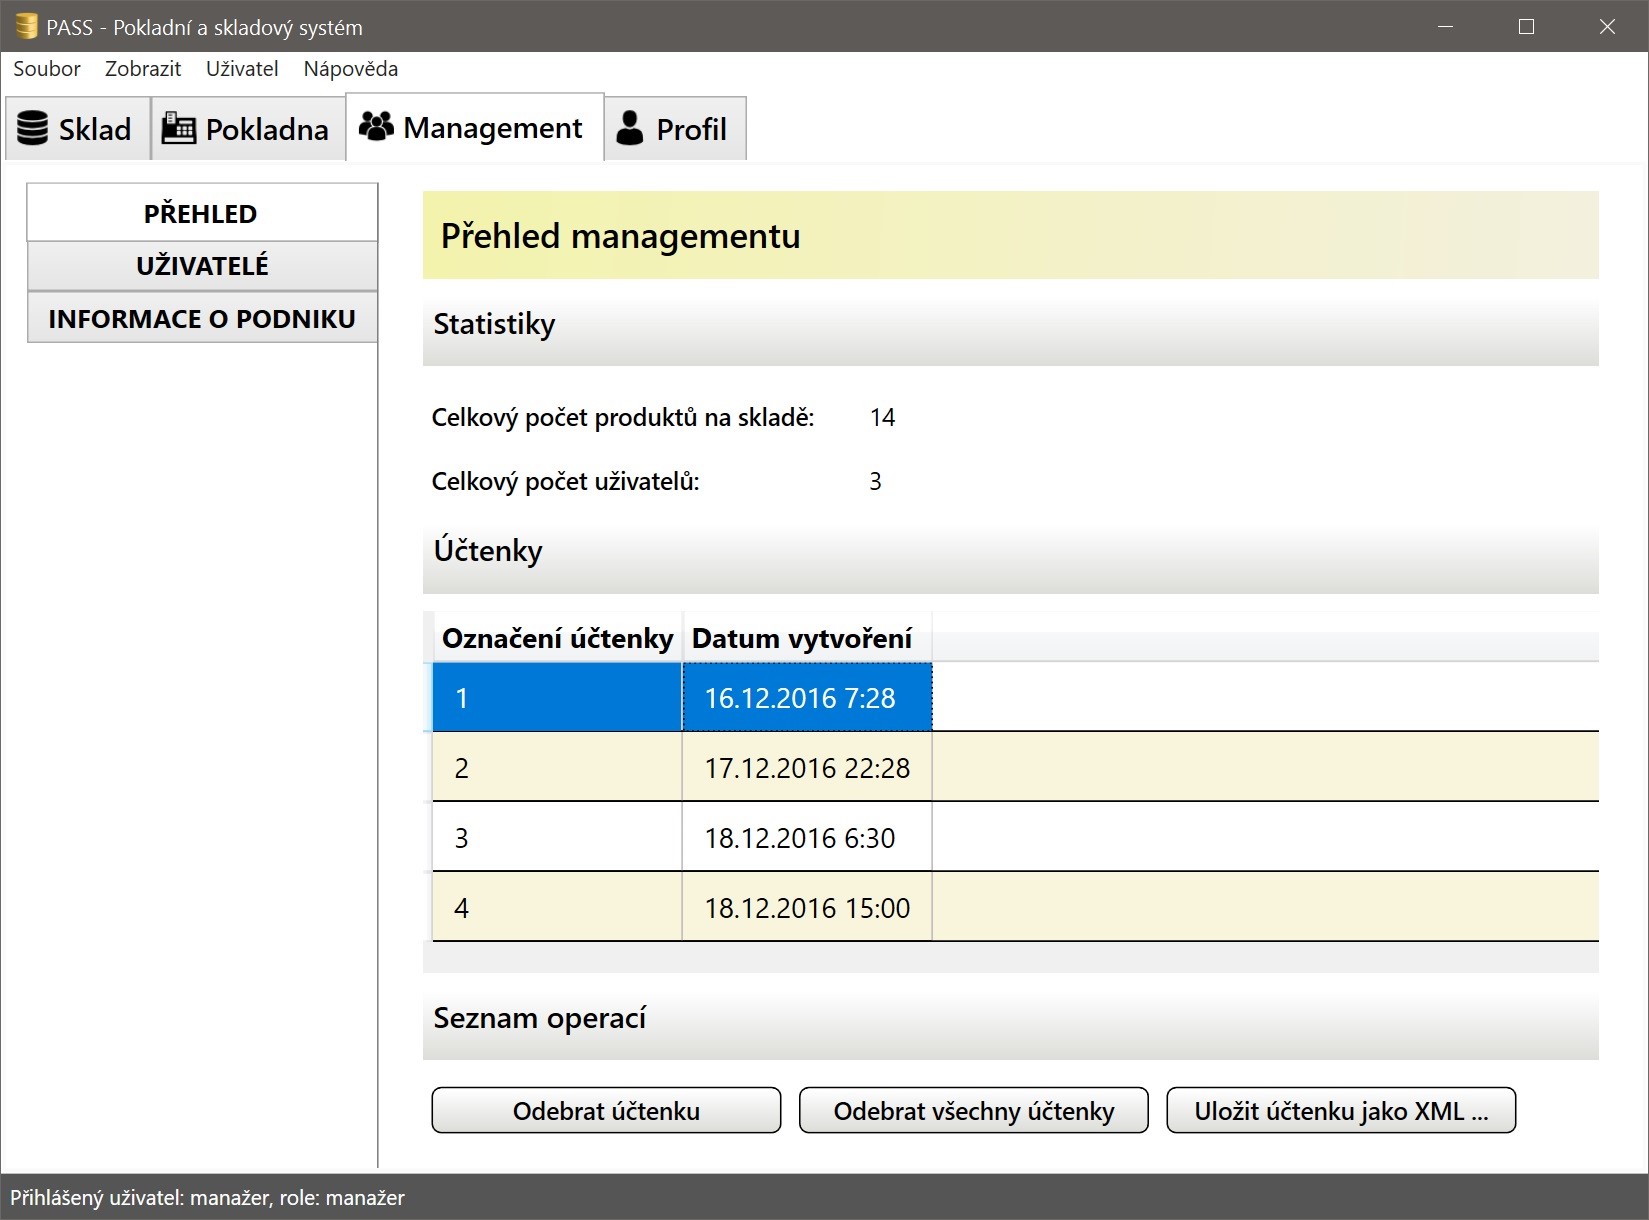 PASS - Pokladní a skladový systém
Soubor Zobrazit Uživatel Nápověda
Sklad Pokladna Management Profil
PŘEHLED
UŽIVATELÉ
INFORMACE O PODNIKU
Přehled managementu
Statistiky
Celkový počet produktů na skladě: 14
Celkový počet uživatelů: 3
Účtenky
Označení účtenky Datum vytvoření
1 16.12.2016 7:28
2 17.12.2016 22:28
3 18.12.2016 6:30
4 18.12.2016 15:00
Seznam operací
Odebrat účtenku Odebrat všechny účtenky Uložit účtenku jako XML ...
Přihlášený uživatel: manažer, role: manažer